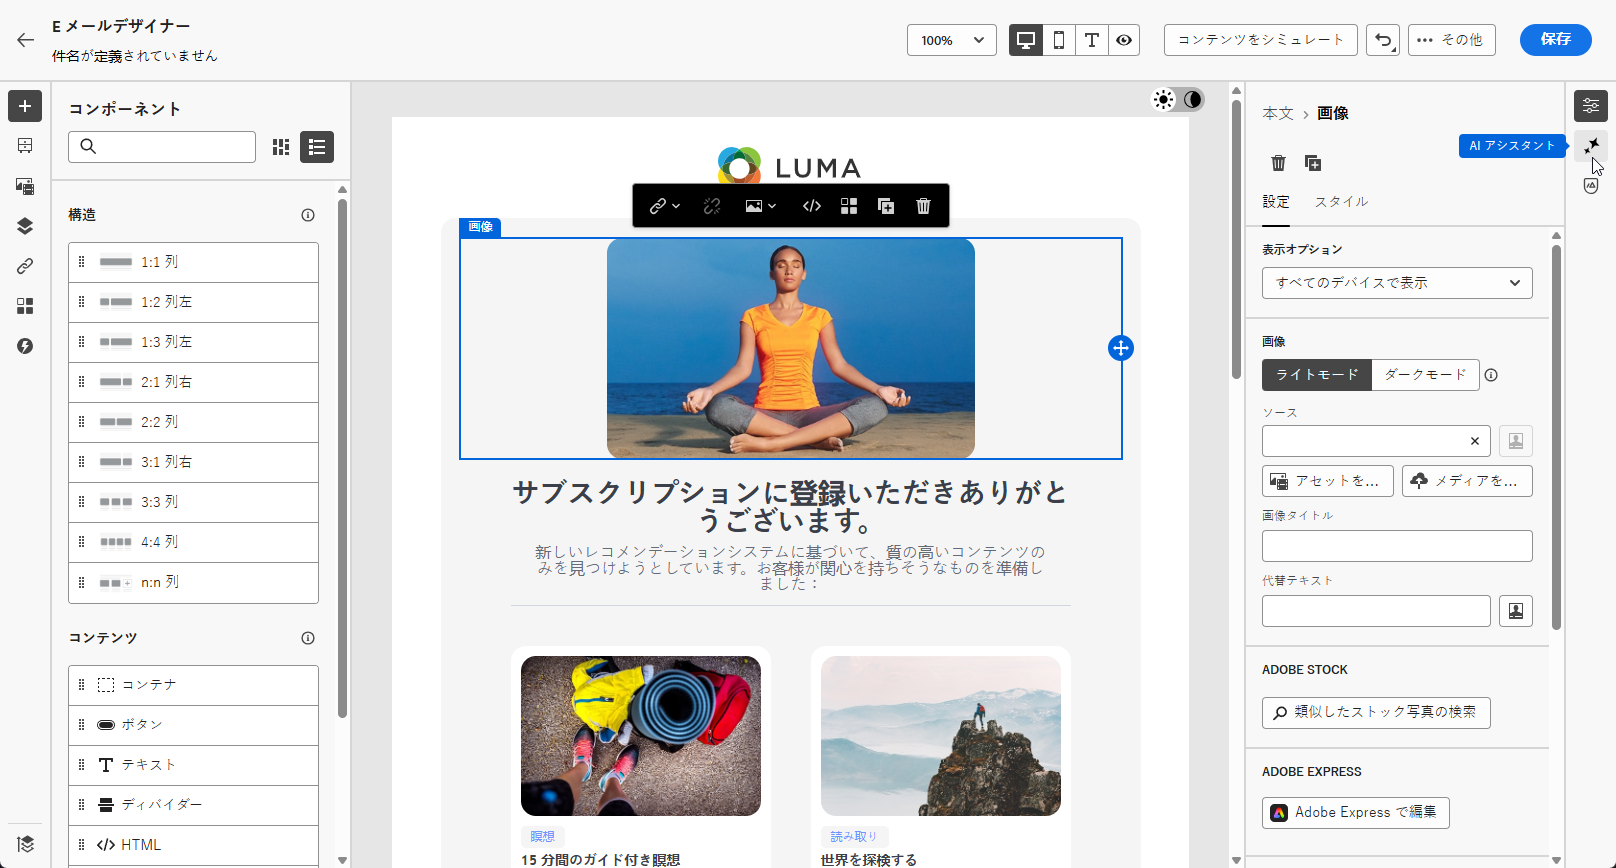 E メールデザイナー
件名が定義されていません
100%
コンテンツをシミュレート
その他
保存
コンポーネント
構造
1:1 列
1:2 列左
1:3 列左
2:1 列右
2:2 列
3:1 列右
3:3 列
4:4 列
n:n 列
コンテンツ
コンテナ
ボタン
テキスト
ディバイダー
HTML
LUMA
画像
サブスクリプションに登録いただきありがと
うございます。
新しいレコメンデーションシステムに基づいて、質の高いコンテンツの
みを見つけようとしています。お客様が関心を持ちそうなものを準備し
ました：
瞑想
15 分間のガイド付き瞑想
読み取り
世界を探検する
本文 > 画像
AI アシスタント
設定
スタイル
表示オプション
すべてのデバイスで表示
画像
ライトモード
ダークモード
ソース
アセットを...
メディアを...
画像タイトル
代替テキスト
ADOBE STOCK
類似したストック写真の検索
ADOBE EXPRESS
Adobe Express で編集